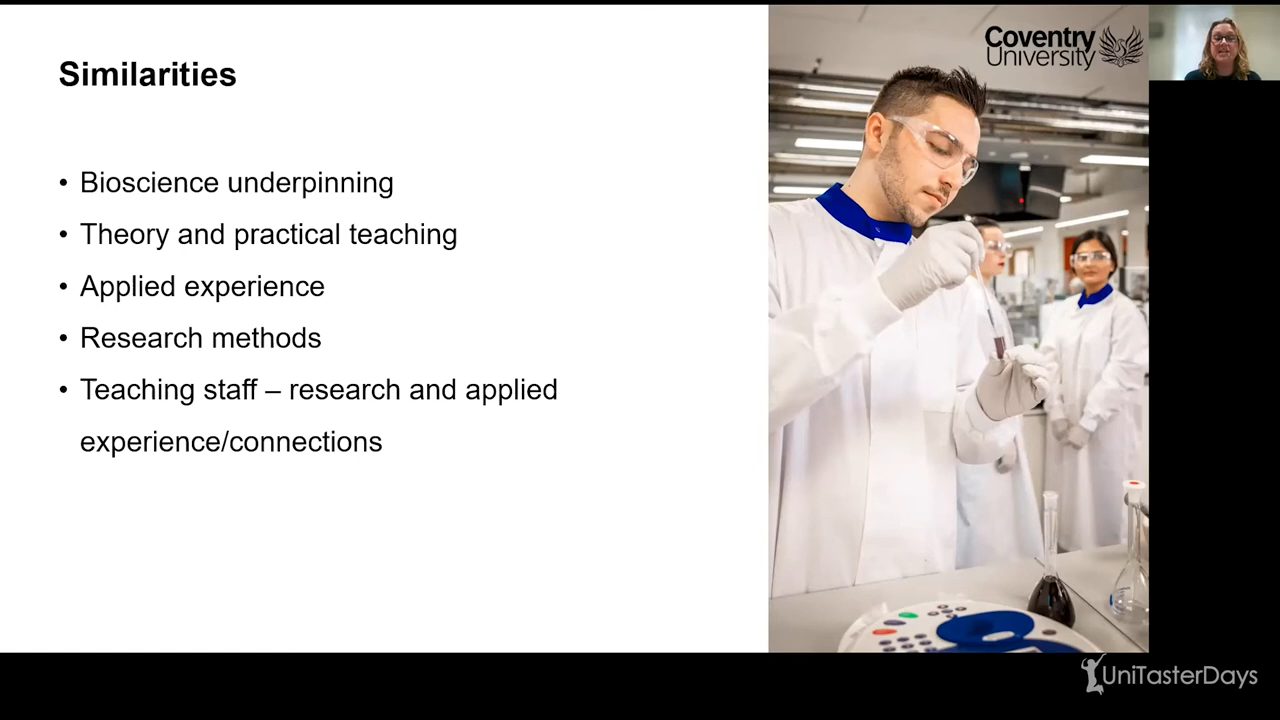 Similarities
• Bioscience underpinning
• Theory and practical teaching
• Applied experience
• Research methods
• Teaching staff – research and applied
experience/connections
Coventry
University
UniTasterDays